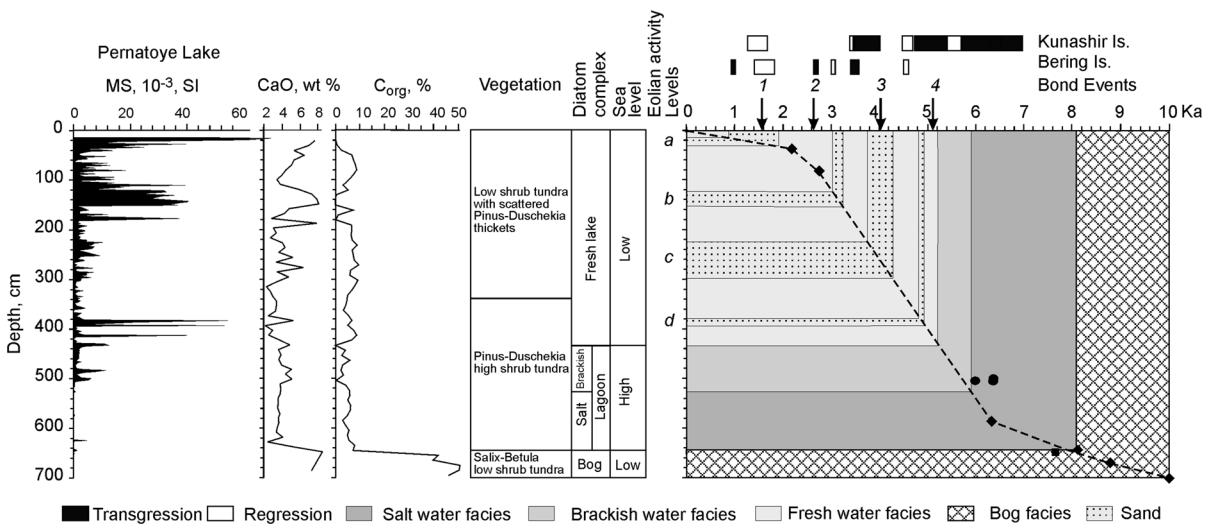 Pernatoye Lake
MS, 10-3, SI
CaO, wt %
Corg, %
Vegetation
Diatom complex
Sea level
Eolian activity Levels
Kunashir Is.
Bering Is.
Bond Events
1 2 3 4
0 20 40 60
2 4 6 8
0 10 20 30 40 50
0 1 2 3 4 5 6 7 8 9 10 Ka
Depth, cm
0
100
200
300
400
500
600
700
Low shrub tundra
with scattered
Pinus-Duschekia
thickets
Pinus-Duschekia
high shrub tundra
Salix-Betula
low shrub tundra
Fresh lake
Brackish
Salt
Lagoon
Bog
Low
High
Low
a
b
c
d
Transgression Regression Salt water facies Brackish water facies Fresh water facies Bog facies Sand